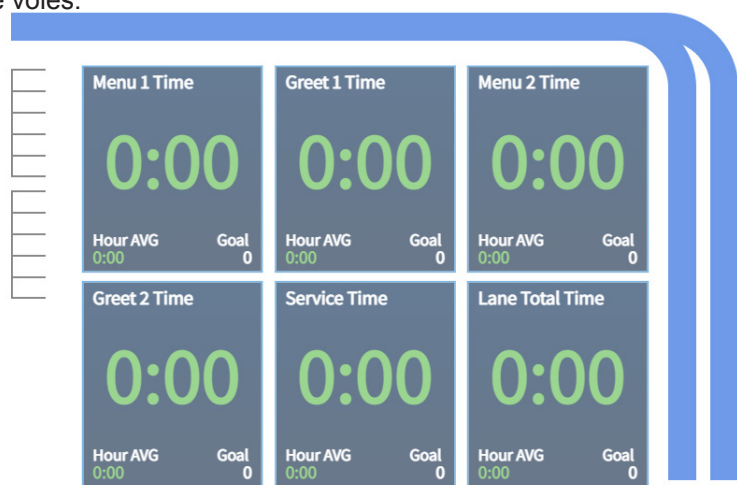 voies.
Menu 1 Time
0:00
Hour AVG Goal
0:00 0
Greet 1 Time
0:00
Hour AVG Goal
0:00 0
Menu 2 Time
0:00
Hour AVG Goal
0:00 0
Greet 2 Time
0:00
Hour AVG Goal
0:00 0
Service Time
0:00
Hour AVG Goal
0:00 0
Lane Total Time
0:00
Hour AVG Goal
0:00 0